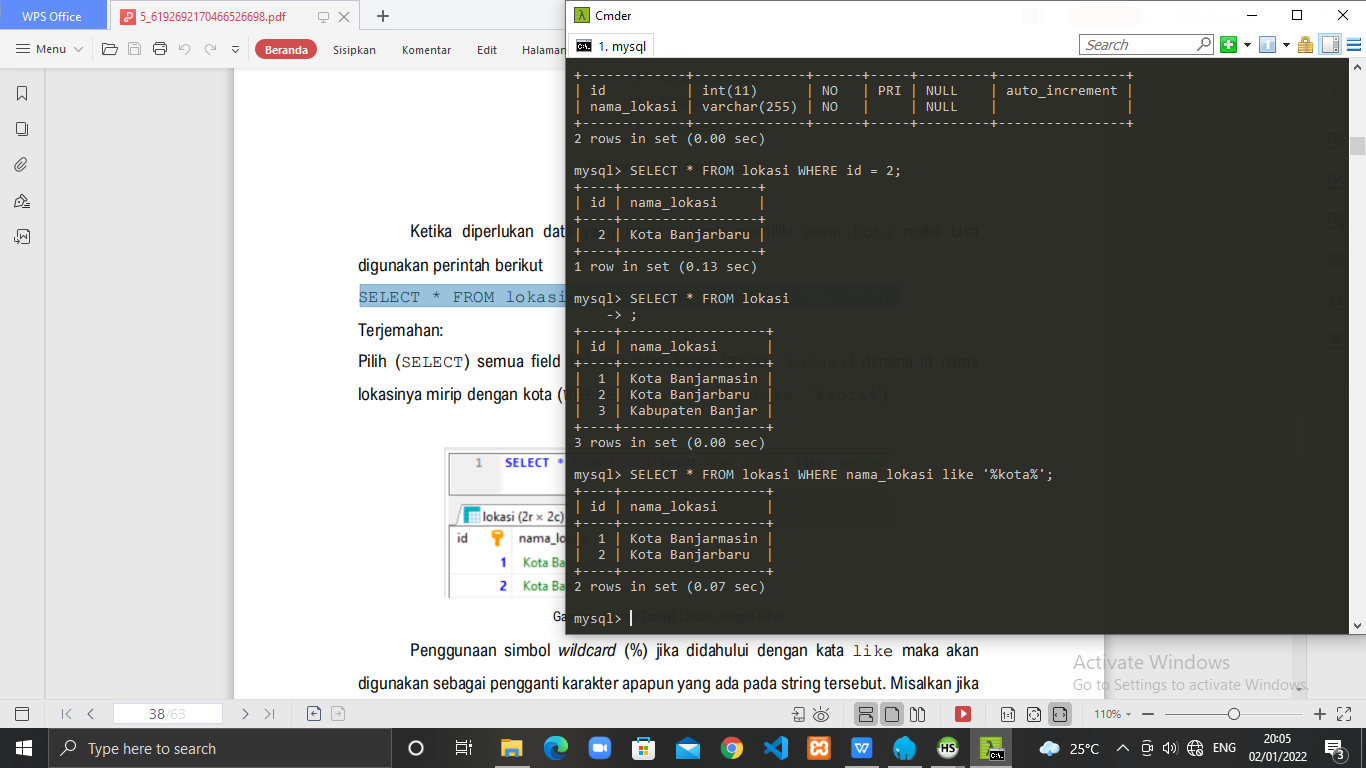 WPS Office
5_6192692170466526698.pdf
Menu
Beranda
Sisipkan
Komentar
Edit
Halaman
Cmder
1. mysql
Search
+--------------+--------------+------+-----+---------+----------------+
| id           | int(11)      | NO   | PRI | NULL    | auto_increment |
| nama_lokasi | varchar(255) | NO   |     | NULL    |                |
+--------------+--------------+------+-----+---------+----------------+
2 rows in set (0.00 sec)
mysql> SELECT * FROM lokasi WHERE id = 2;
+----+-----------------+
| id | nama_lokasi     |
+----+-----------------+
|  2 | Kota Banjarbaru |
+----+-----------------+
1 row in set (0.13 sec)
mysql> SELECT * FROM lokasi
    -> ;
+----+------------------+
| id | nama_lokasi      |
+----+------------------+
|  1 | Kota Banjarmasin |
|  2 | Kota Banjarbaru  |
|  3 | Kabupaten Banjar |
+----+------------------+
3 rows in set (0.00 sec)
mysql> SELECT * FROM lokasi WHERE nama_lokasi like '%kota%';
+----+------------------+
| id | nama_lokasi      |
+----+------------------+
|  1 | Kota Banjarmasin |
|  2 | Kota Banjarbaru  |
+----+------------------+
2 rows in set (0.07 sec)
mysql>
Ketika diperlukan data unsur kota maka bisa
digunakan perintah berikut
SELECT * FROM lokasi
Terjemahan:
Pilih (SELECT) semua field dimana id nama
lokasinya mirip dengan kota ( '%kota%')
1 SELECT *
lokasi (2r × 2c)
id nama_lo
1 Kota Ba
2 Kota Ba
Tampil Lokasi dengan Filter
Penggunaan simbol wildcard (%) jika didahului dengan kata like maka akan
digunakan sebagai pengganti karakter apapun yang ada pada string tersebut. Misalkan jika
Activate Windows
Go to Settings to activate Windows.
38/63
110%
Type here to search
25°C
ENG
20:05
02/01/2022
3